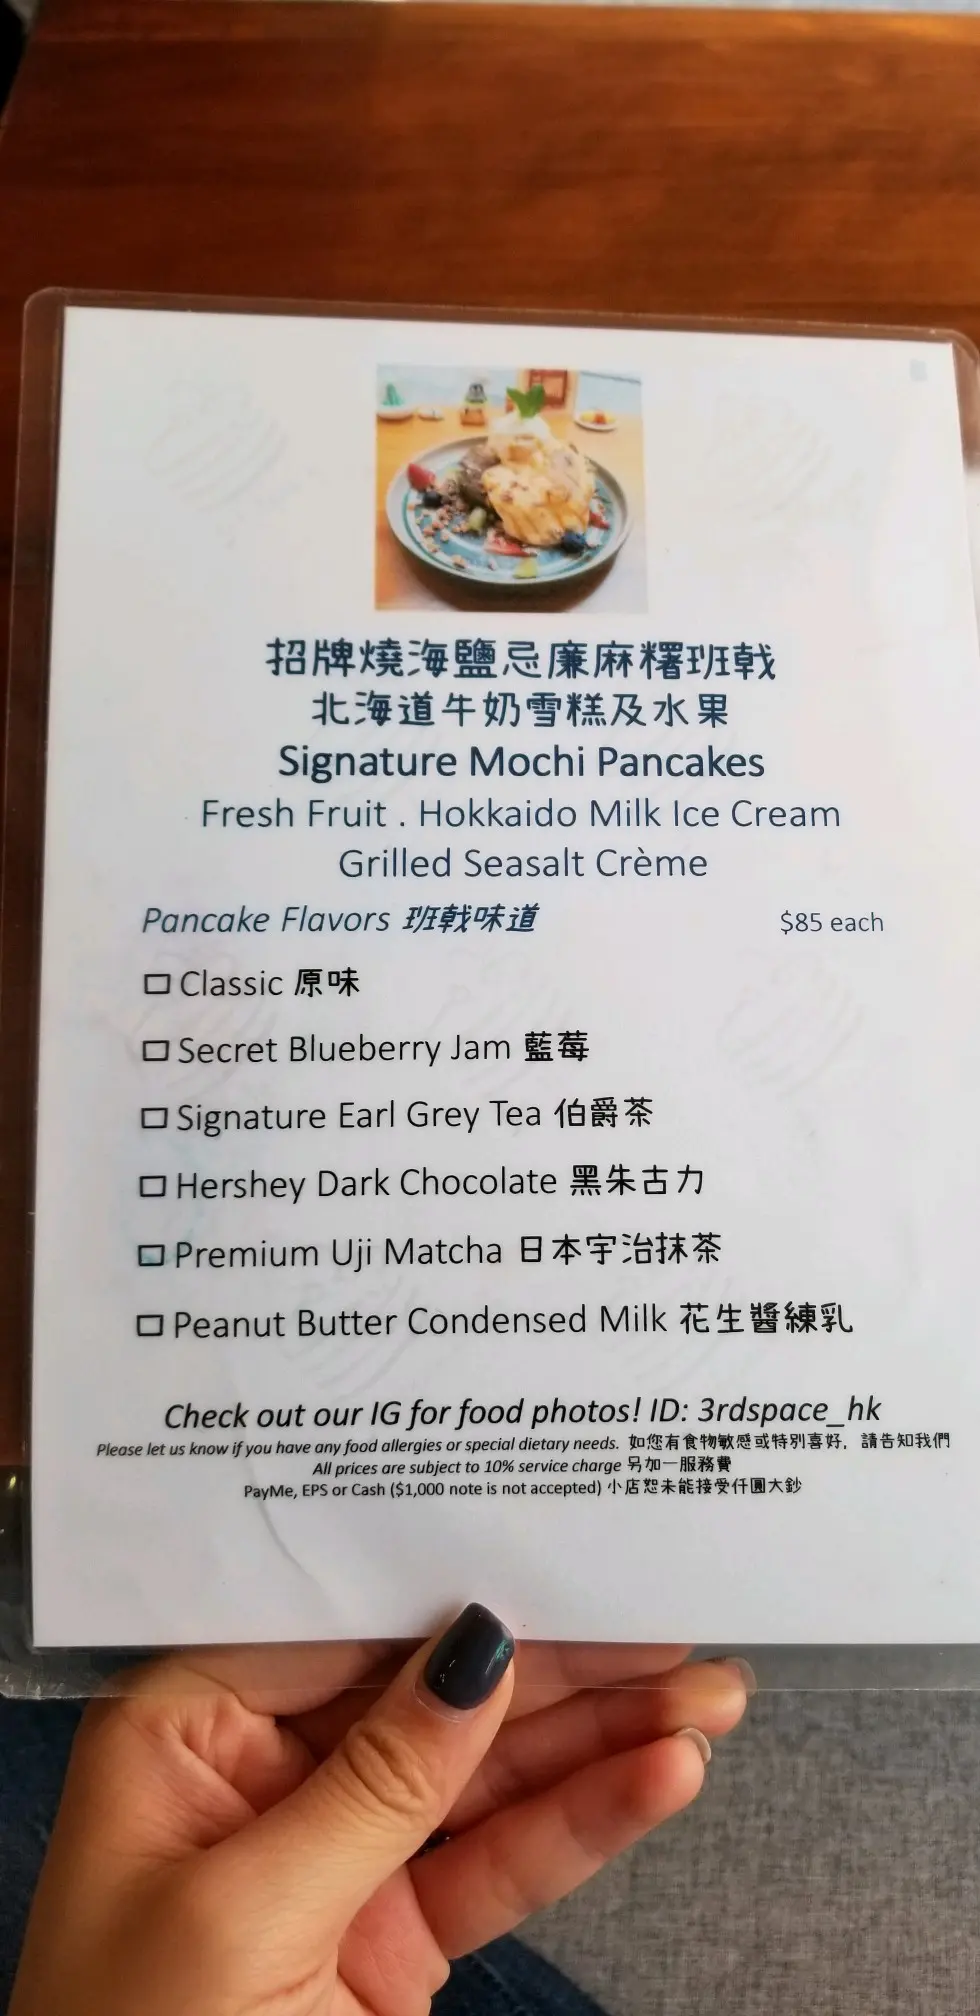 招牌燒海鹽忌廉麻糬班戟
北海道牛奶雪糕及水果
Signature Mochi Pancakes
Fresh Fruit . Hokkaido Milk Ice Cream
Grilled Seasalt Crème
Pancake Flavors 班戟味道 $85 each
Classic 原味
Secret Blueberry Jam 藍莓
Signature Earl Grey Tea 伯爵茶
Hershey Dark Chocolate 黑朱古力
Premium Uji Matcha 日本宇治抹茶
Peanut Butter Condensed Milk 花生醬練乳
Check out our IG for food photos! ID: 3rdspace_hk
Please let us know if you have any food allergies or special dietary needs. 如您有食物敏感或特別喜好，請告知我們
All prices are subject to 10% service charge 另加一服務費
PayMe, EPS or Cash ($1,000 note is not accepted) 小店恕未能接受仟圓大鈔